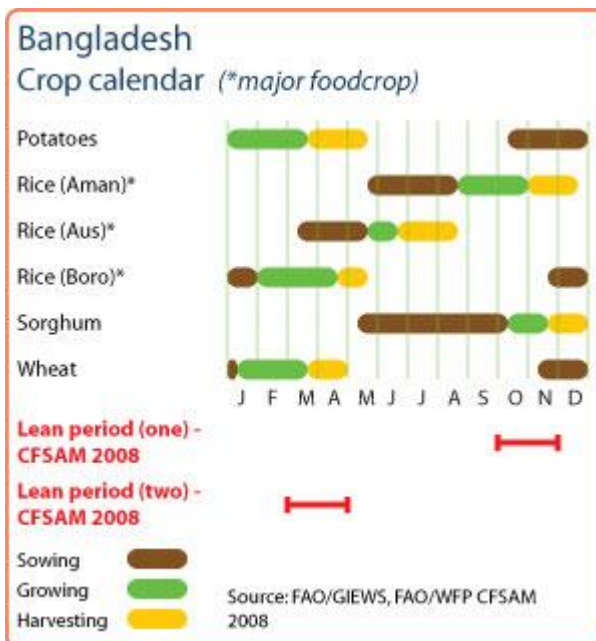 Bangladesh
Crop calendar (*major foodcrop)
Potatoes
Rice (Aman)*
Rice (Aus)*
Rice (Boro)*
Sorghum
Wheat
J F M A M J J A S O N D
Lean period (one) -
CFSAM 2008
Lean period (two) -
CFSAM 2008
Sowing
Growing
Harvesting
Source: FAO/GIEWS, FAO/WFP CFSAM
2008